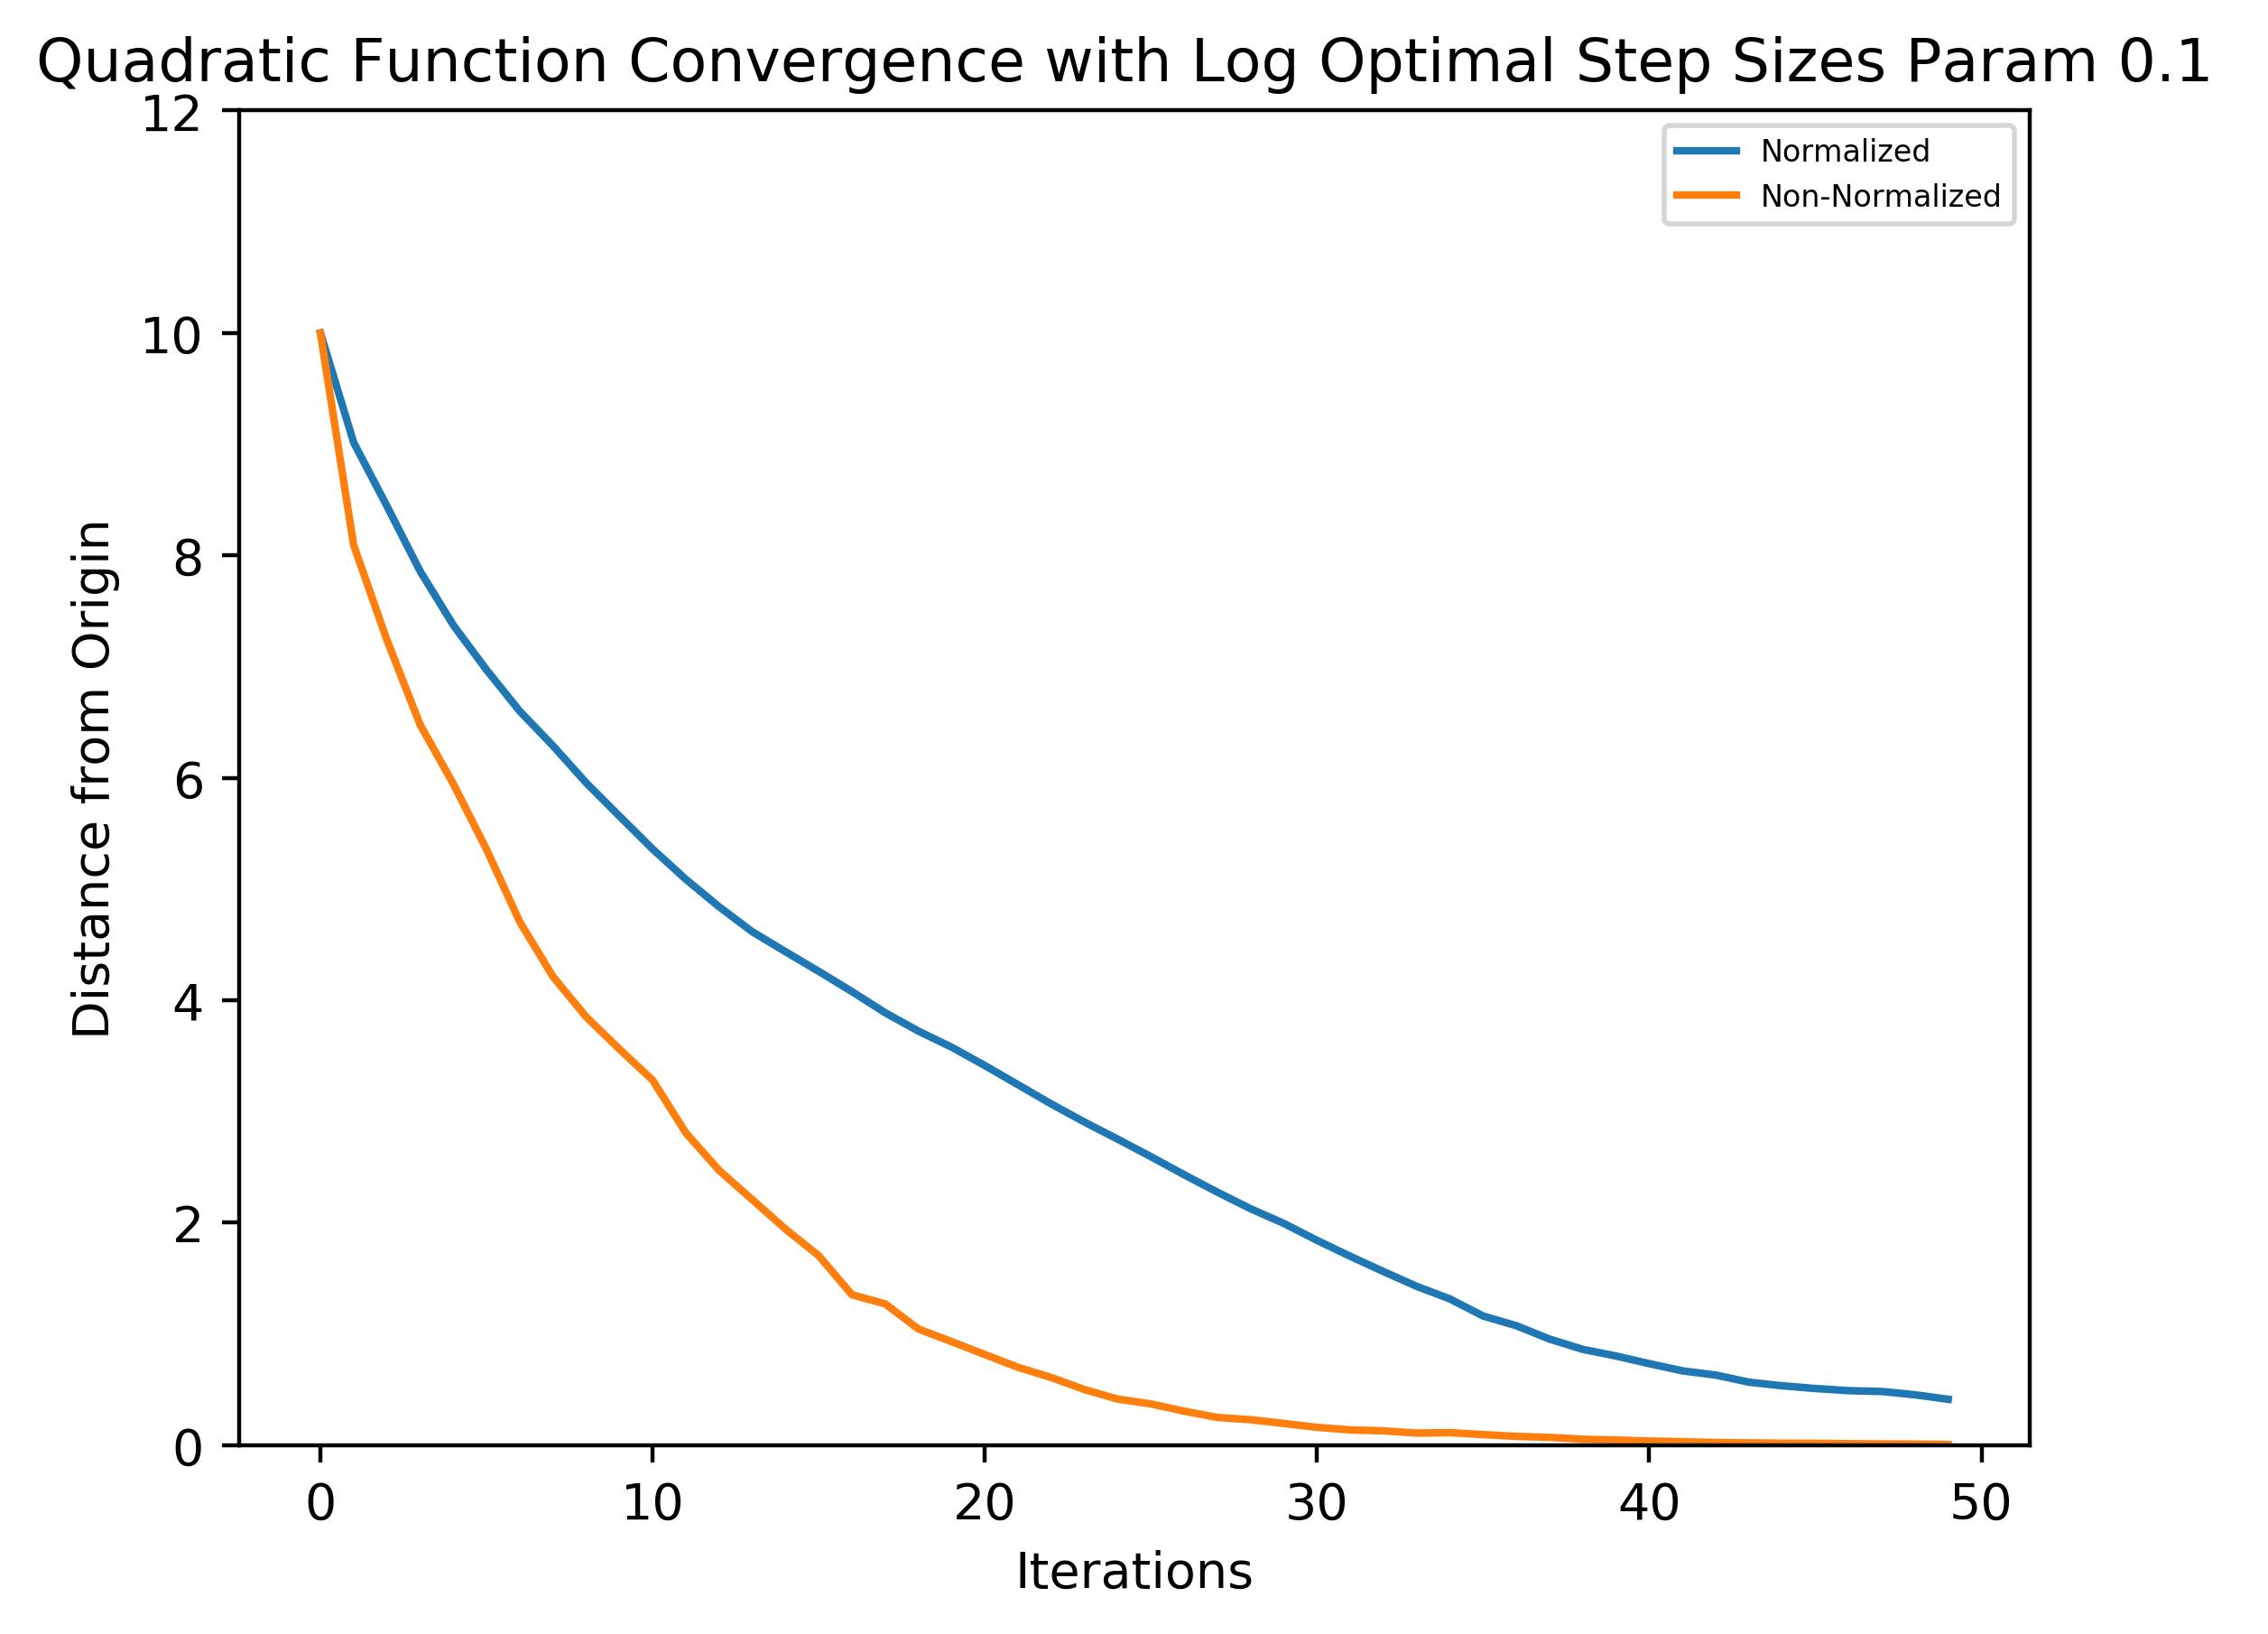 Quadratic Function Convergence with Log Optimal Step Sizes Param 0.1
12
10
8
6
4
2
0
Distance from Origin
Normalized
Non-Normalized
0 10 20 30 40 50
Iterations